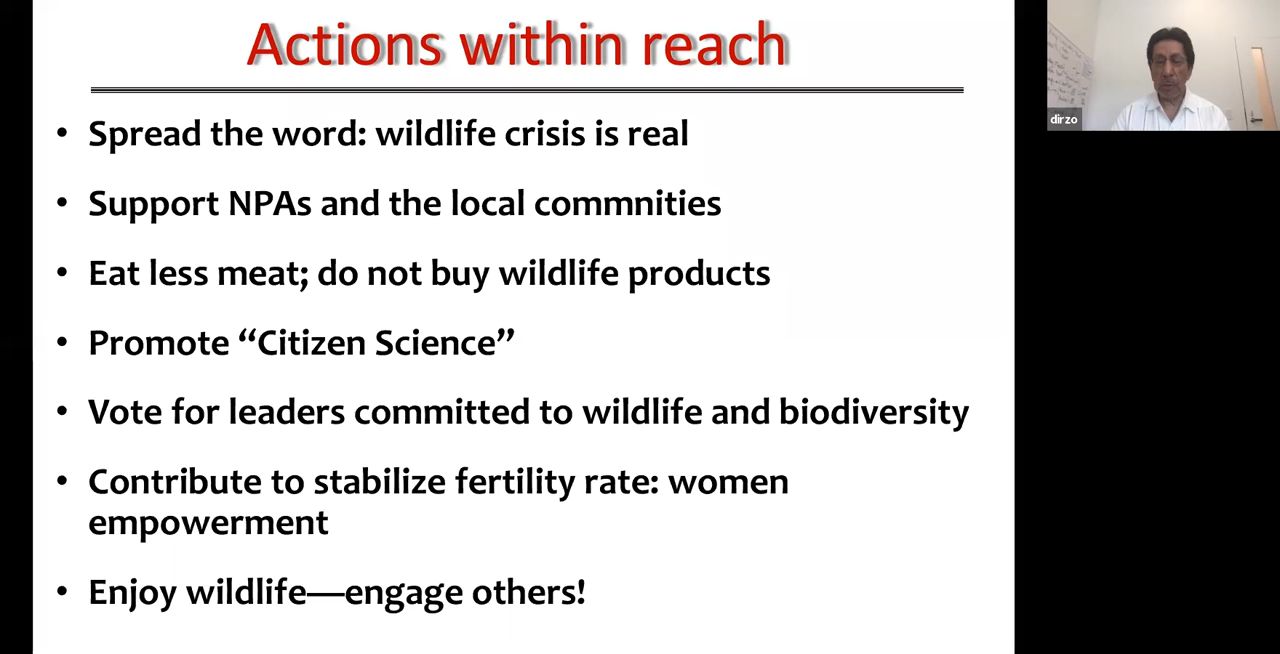 Actions within reach
• Spread the word: wildlife crisis is real
• Support NPAs and the local commnities
• Eat less meat; do not buy wildlife products
• Promote “Citizen Science”
• Vote for leaders committed to wildlife and biodiversity
• Contribute to stabilize fertility rate: women
empowerment
• Enjoy wildlife—engage others!
dirzo